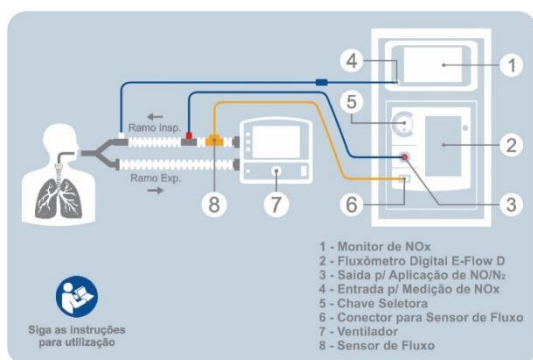 4
1
Ramo Insp.
5
2
Ramo Exp.
8
7
6
3
1 - Monitor de NOx
2 - Fluxômetro Digital E-Flow D
3 - Saída p/ Aplicação de NO/N₂
4 - Entrada p/ Medição de NOx
5 - Chave Seletora
6 - Conector para Sensor de Fluxo
7 - Ventilador
8 - Sensor de Fluxo
Siga as instruções
para utilização